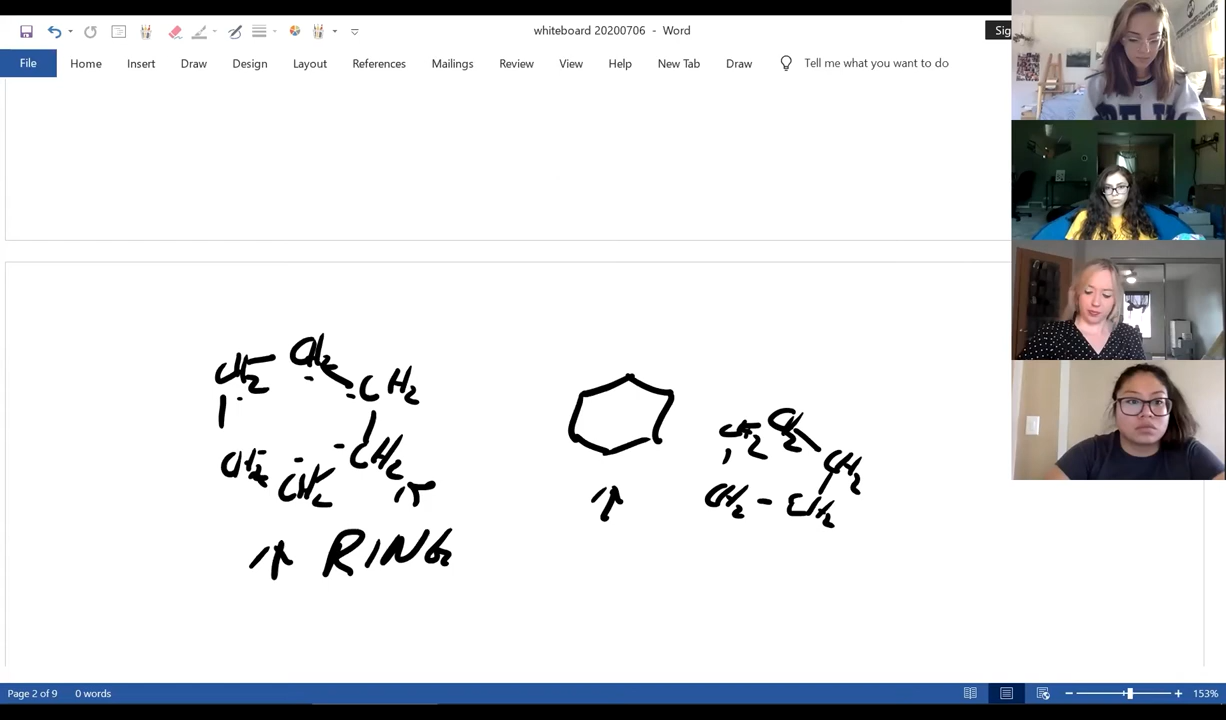 whiteboard 20200706 - Word
Sig
File Home Insert Draw Design Layout References Mailings Review View Help New Tab Draw Tell me what you want to do
CH2 CH2
CH2
CH2 CH2 CH2
RING
CH2 CH2
CH2
CH2 - CH2
Page 2 of 9 0 words
153%